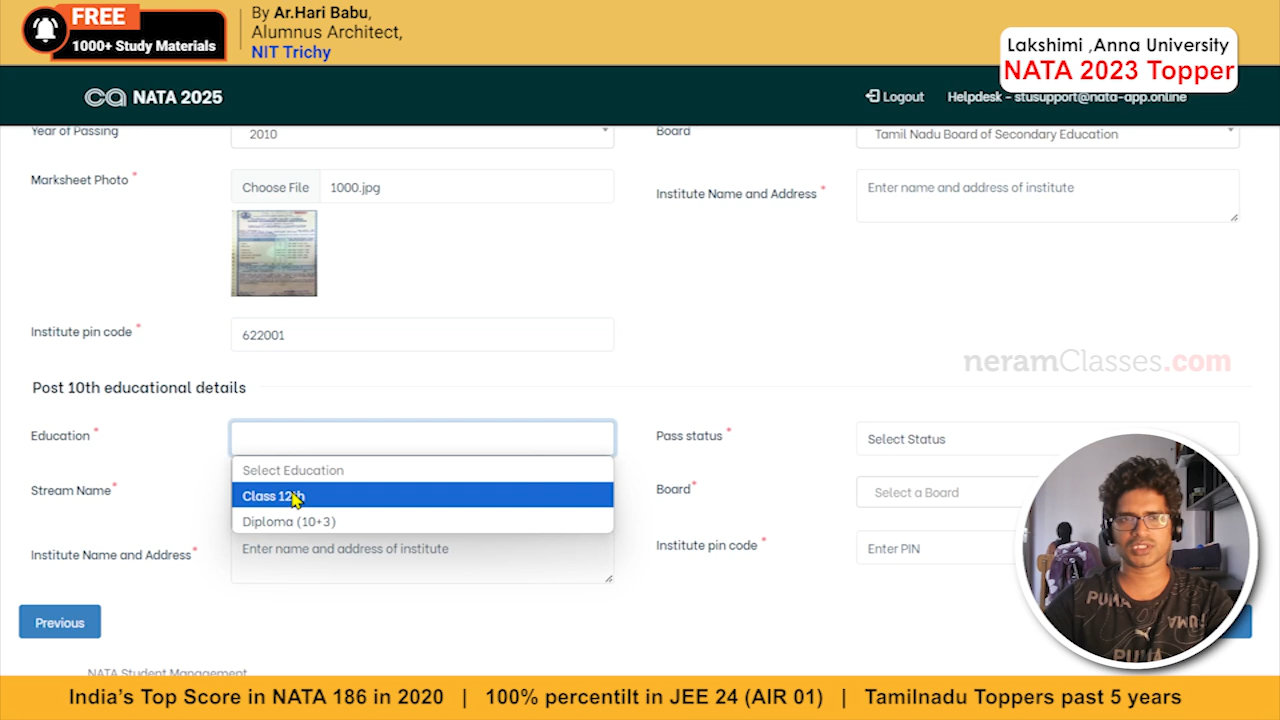 FREE
1000+ Study Materials
By Ar.Hari Babu,
Alumnus Architect,
NIT Trichy
Lakshimi ,Anna University
NATA 2023 Topper
NATA 2025
Logout
Helpdesk - stusupport@nata-app.online
Year of Passing
2010
Board
Tamil Nadu Board of Secondary Education
Marksheet Photo *
Choose File
1000.jpg
Institute Name and Address *
Enter name and address of institute
Institute pin code *
622001
neramClasses.com
Post 10th educational details
Education *
Pass status *
Select Status
Select Education
Class 12th
Diploma (10+3)
Stream Name *
Board *
Select a Board
Institute Name and Address *
Enter name and address of institute
Institute pin code *
Enter PIN
PUMA
PUMA
Previous
NATA Student Management
India's Top Score in NATA 186 in 2020 | 100% percentilt in JEE 24 (AIR 01) | Tamilnadu Toppers past 5 years